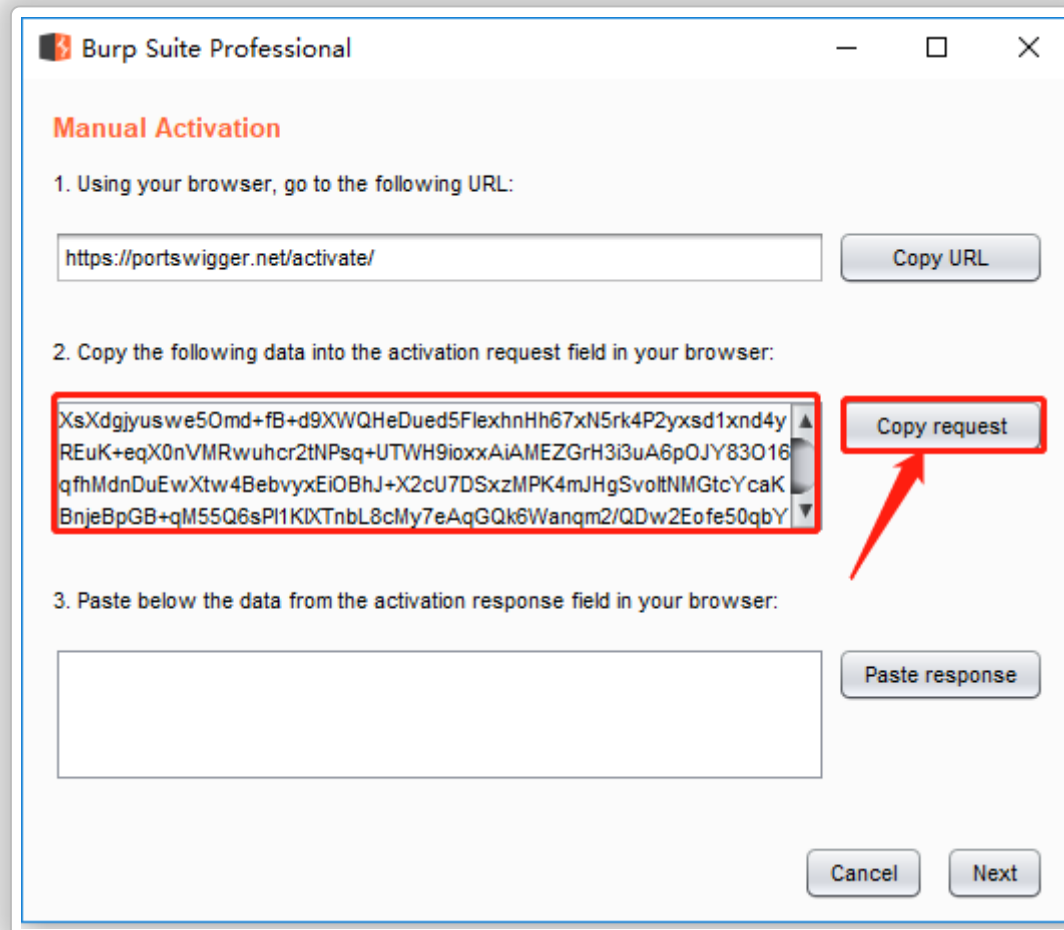 Burp Suite Professional
Manual Activation
1. Using your browser, go to the following URL:
https://portswigger.net/activate/
Copy URL
2. Copy the following data into the activation request field in your browser:
XsXdgjyuswe5Omd+fB+d9XWQHeDued5FlexhnHh67xN5rk4P2yxsd1xnd4y
REuK+eqX0nVMRwuhcr2tNPsq+UTWH9ioxxAiAMEZGrH3i3uA6pOJY83O16
qfhMdnDuEwXtw4BebvyxEiOBhJ+X2cU7DSxzMPK4mJHgSvoltNMGtcYcaK
BnjeBpGB+qM55Q6sPl1KlXTnbL8cMy7eAqGQk6Wanqm2/QDw2Eofe50qbY
Copy request
3. Paste below the data from the activation response field in your browser:
Paste response
Cancel
Next